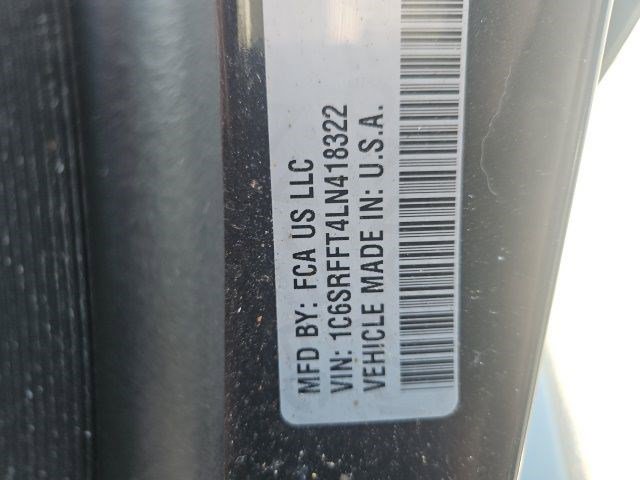 MFD BY: FCA US LLC
VIN: 1C6SRFFT4LN418322
VEHICLE MADE IN: U.S.A.